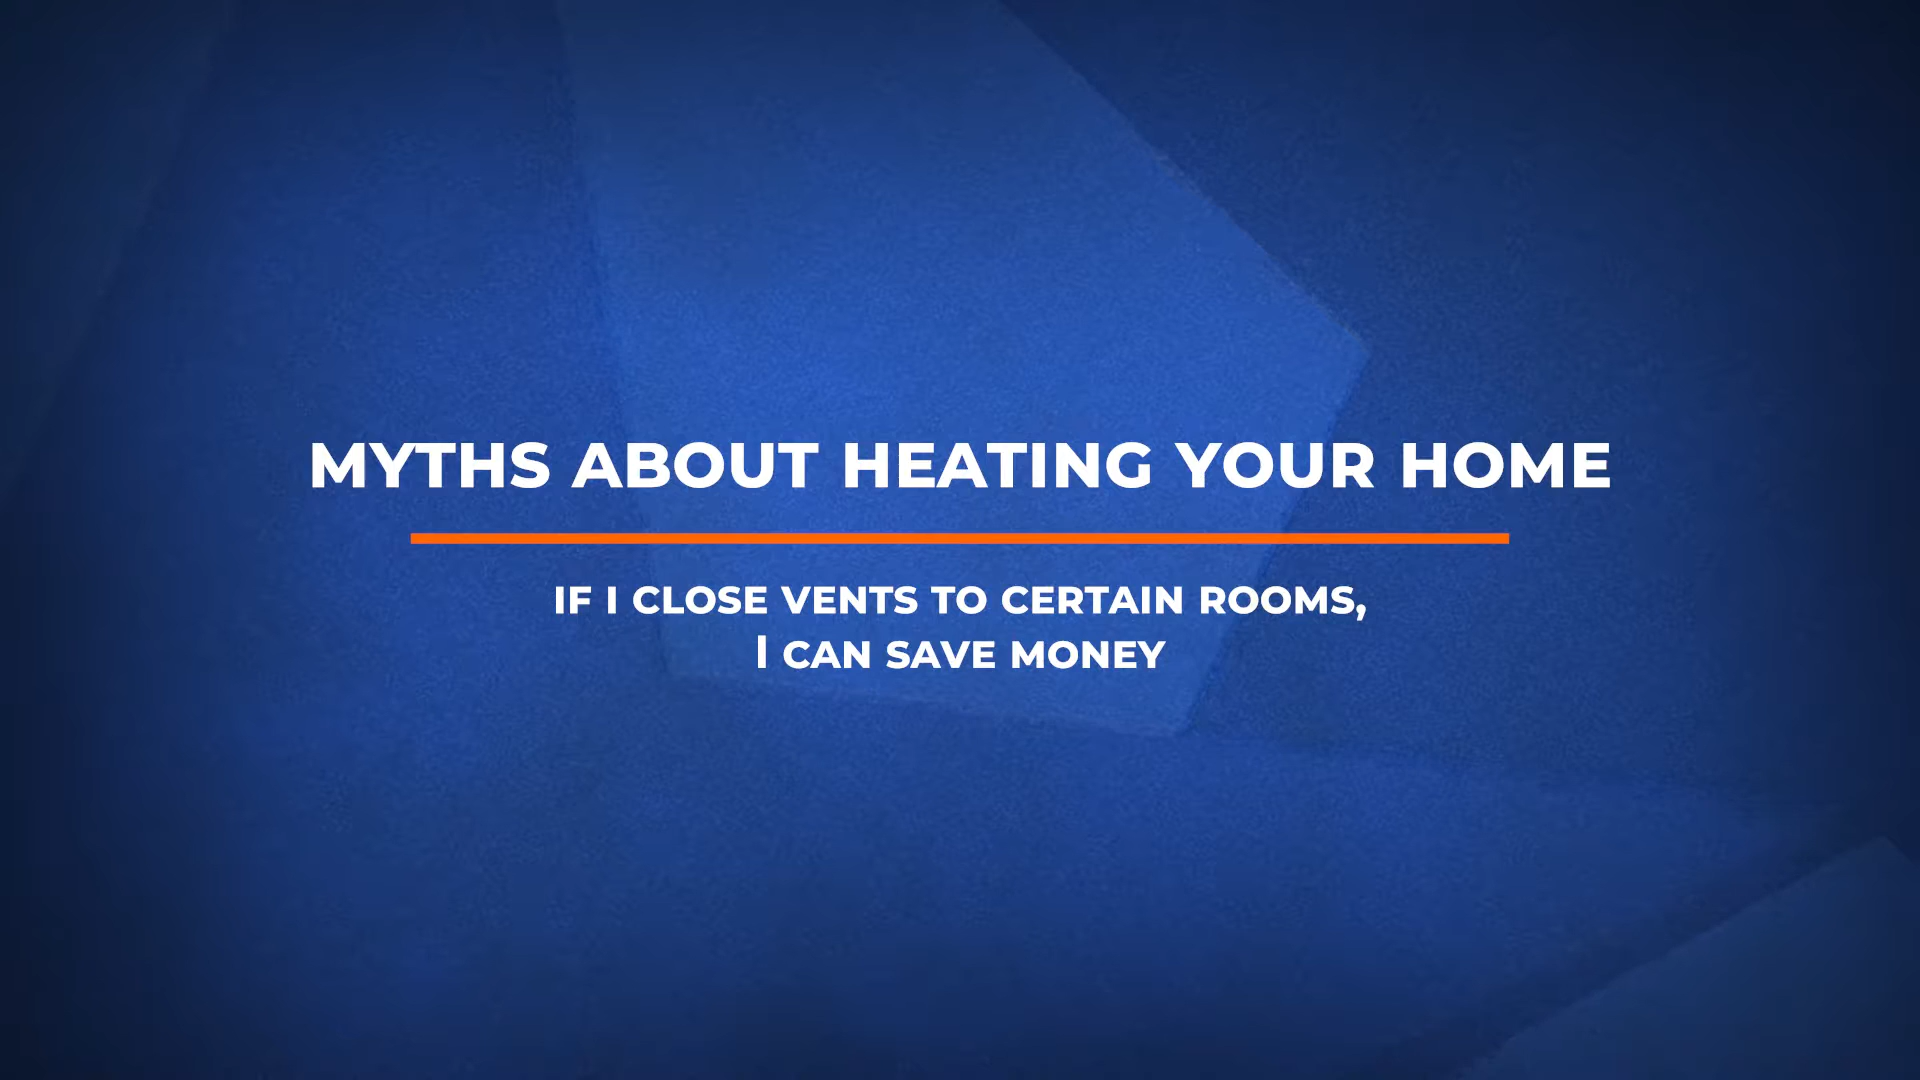 MYTHS ABOUT HEATING YOUR HOME
IF I CLOSE VENTS TO CERTAIN ROOMS,
I CAN SAVE MONEY